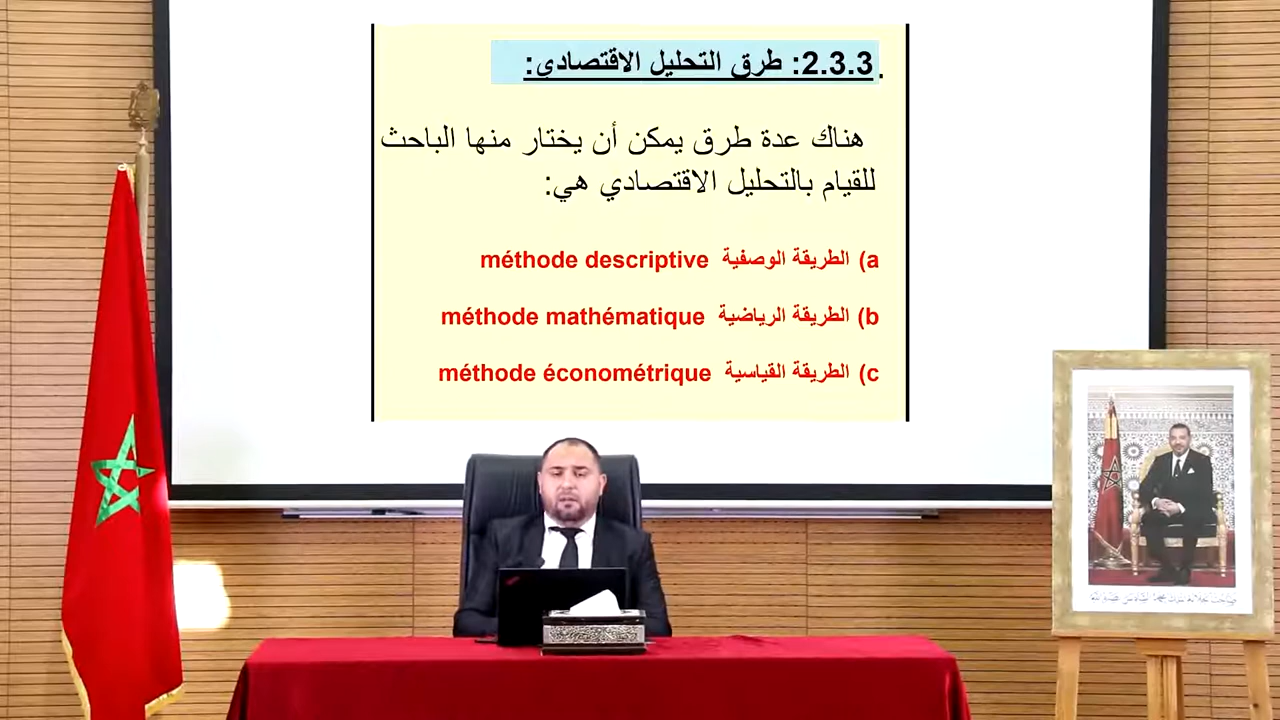 2.3.3: طرق التحليل الاقتصادي:
هناك عدة طرق يمكن أن يختار منها الباحث
للقيام بالتحليل الاقتصادي هي:
a) الطريقة الوصفية méthode descriptive
b) الطريقة الرياضية méthode mathématique
c) الطريقة القياسية méthode économétrique